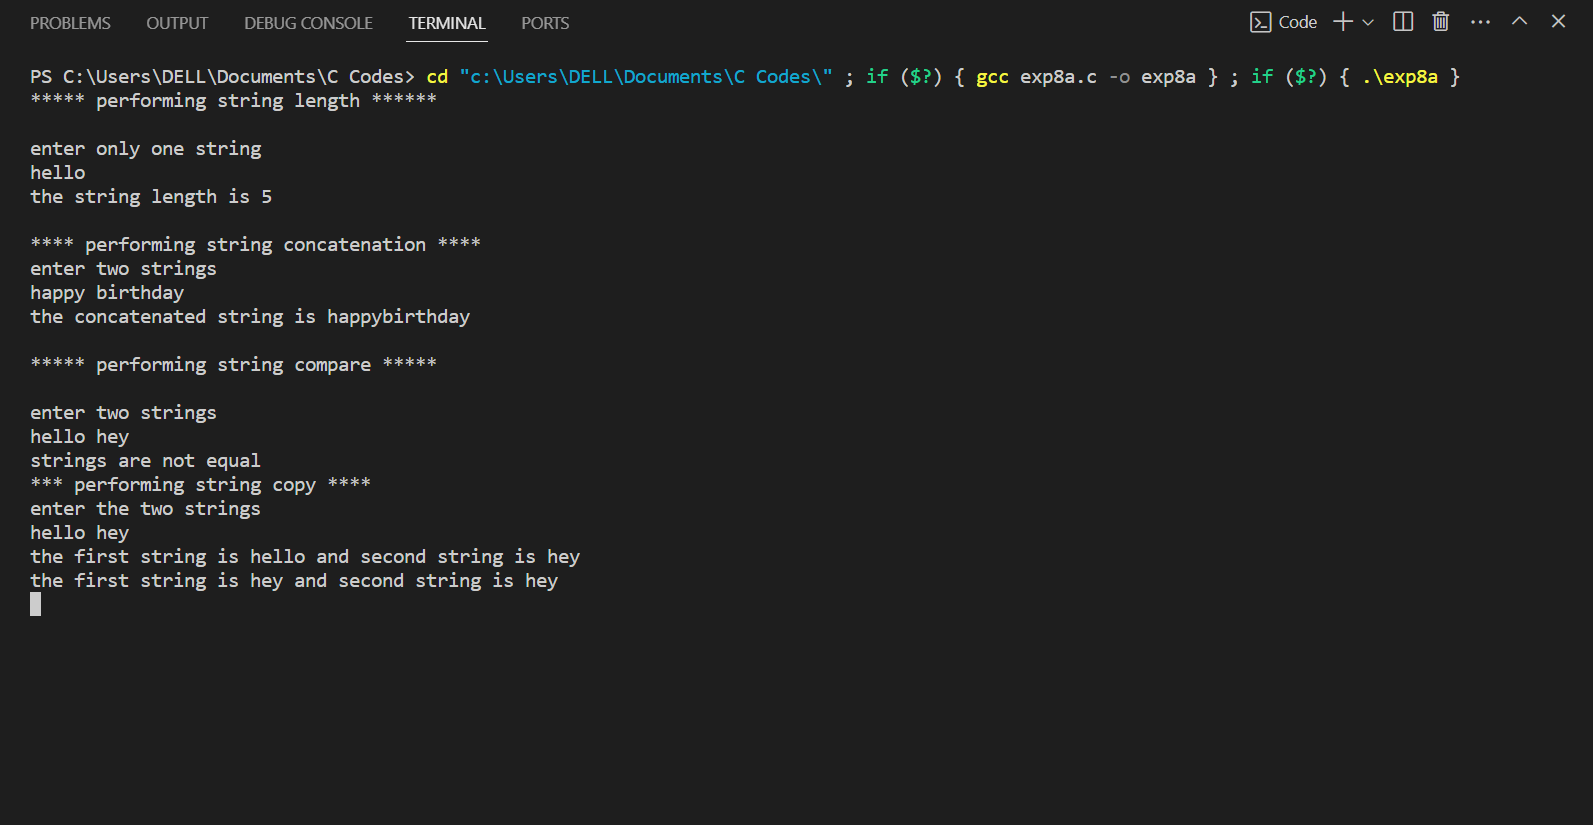 PROBLEMS OUTPUT DEBUG CONSOLE TERMINAL PORTS Code
PS C:\Users\DELL\Documents\C Codes> cd "c:\Users\DELL\Documents\C Codes\" ; if ($?) { gcc exp8a.c -o exp8a } ; if ($?) { .\exp8a }
***** performing string length ******
enter only one string
hello
the string length is 5
**** performing string concatenation ****
enter two strings
happy birthday
the concatenated string is happybirthday
***** performing string compare *****
enter two strings
hello hey
strings are not equal
*** performing string copy ****
enter the two strings
hello hey
the first string is hello and second string is hey
the first string is hey and second string is hey